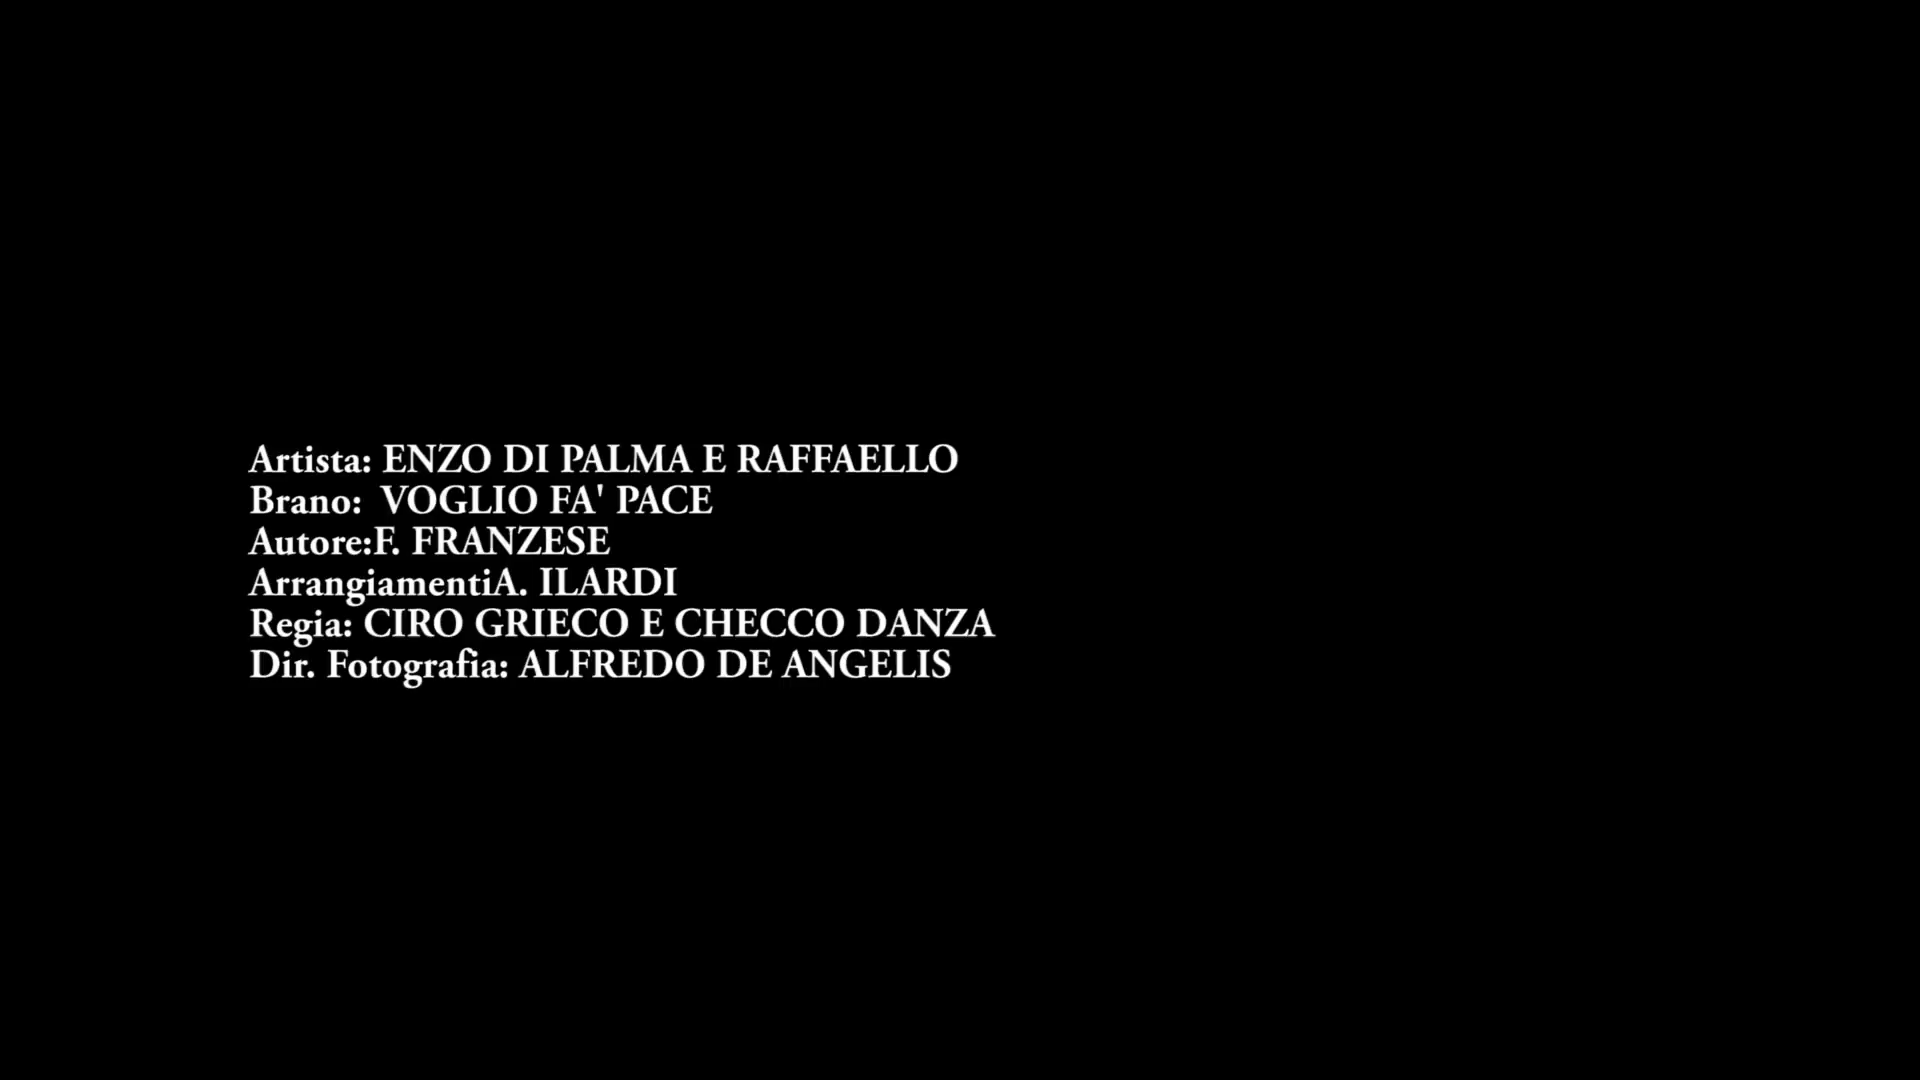 Artista: ENZO DI PALMA E RAFFAELLO
Brano:  VOGLIO FA' PACE
Autore:F. FRANZESE
ArrangiamentiA. ILARDI
Regia: CIRO GRIECO E CHECCO DANZA
Dir. Fotografia: ALFREDO DE ANGELIS